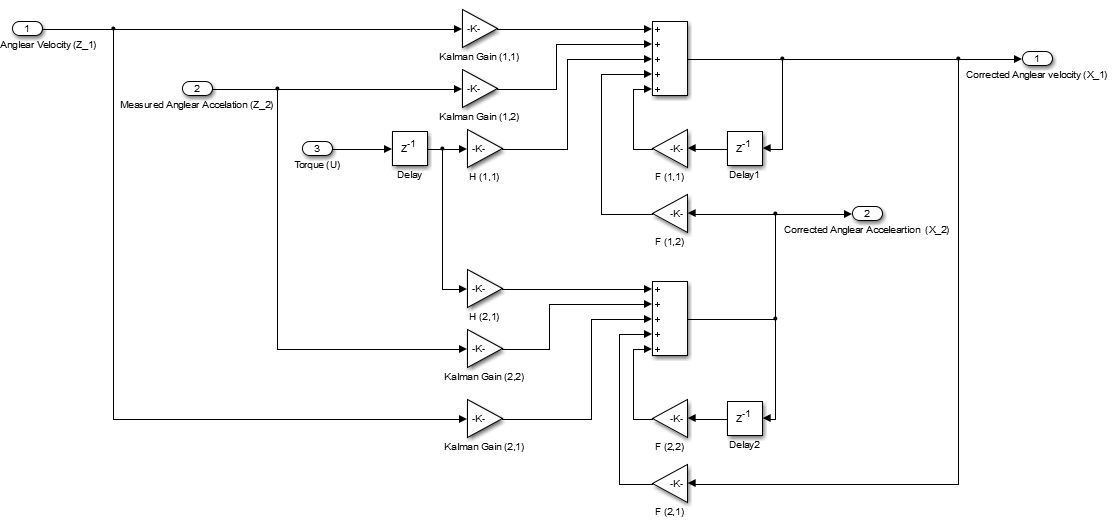 1
-K-
+
+
Anglear Velocity (Z_1)
Kalman Gain (1,1)
+
1
2
-K-
+
+
Corrected Anglear velocity (X_1)
Measured Anglear Accelation (Z_2)
Kalman Gain (1,2)
3
z-1
-K-
-K-
z-1
Torque (U)
Delay
H (1,1)
F (1,1)
Delay1
-K-
2
F (1,2)
Corrected Anglear Acceleartion (X_2)
-K-
+
+
H (2,1)
+
+
-K-
+
Kalman Gain (2,2)
-K-
-K-
z-1
Kalman Gain (2,1)
F (2,2)
Delay2
-K-
F (2,1)